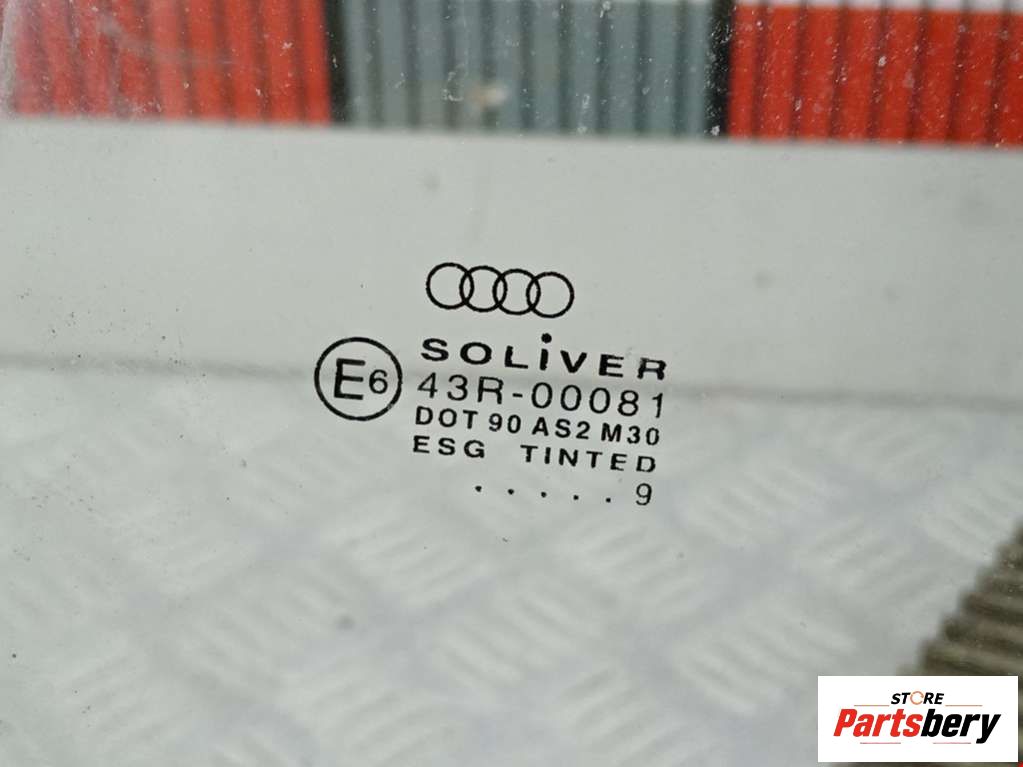 SOLiVER
E6
43R-00081
DOT 90 AS2 M30
ESG TINTED
. . . . . 9
STORE
Partsbery